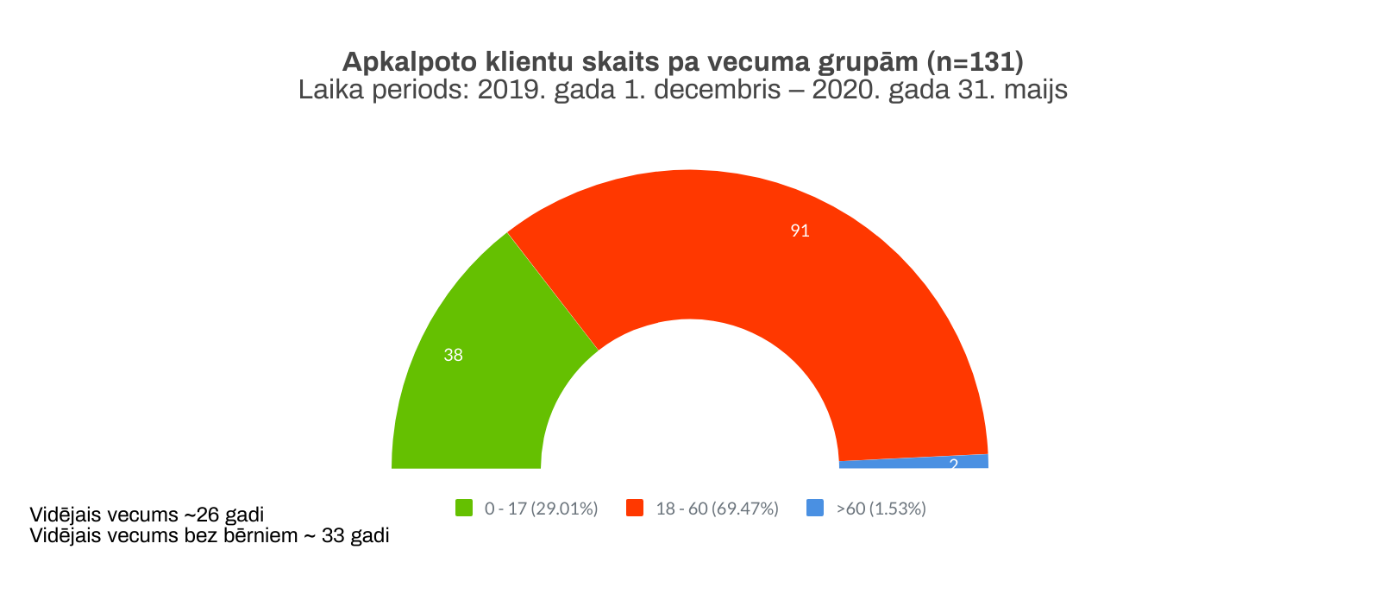 Apkalpoto klientu skaits pa vecuma grupām (n=131)
Laika periods: 2019. gada 1. decembris – 2020. gada 31. maijs
91
38
2
0 - 17 (29.01%) 18 - 60 (69.47%) >60 (1.53%)
Vidējais vecums ~26 gadi
Vidējais vecums bez bērniem ~ 33 gadi